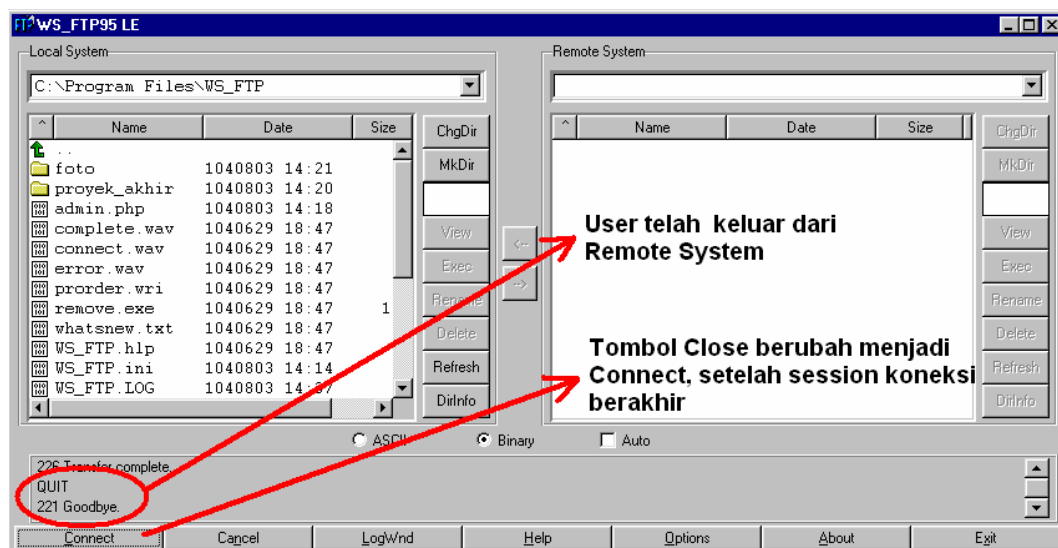 WS_FTP95 LE
Local System
C:\Program Files\WS_FTP
^ Name Date Size
..
foto 1040803 14:21
proyek_akhir 1040803 14:20
admin.php 1040803 14:18
complete.wav 1040629 18:47
connect.wav 1040629 18:47
error.wav 1040629 18:47
prorder.wri 1040629 18:47
remove.exe 1040629 18:47 1
whatsnew.txt 1040629 18:47
WS_FTP.hlp 1040629 18:47
WS_FTP.ini 1040803 14:14
WS_FTP.LOG 1040803
ChgDir
MkDir
View
Exec
Rename
Delete
Refresh
DirInfo
<--
-->
Remote System
^ Name Date Size
User telah keluar dari
Remote System
Tombol Close berubah menjadi
Connect, setelah session koneksi
berakhir
ChgDir
MkDir
View
Exec
Rename
Delete
Refresh
DirInfo
ASCII Binary Auto
226 Transfer complete.
QUIT
221 Goodbye.
Connect Cancel LogWnd Help Options About Exit